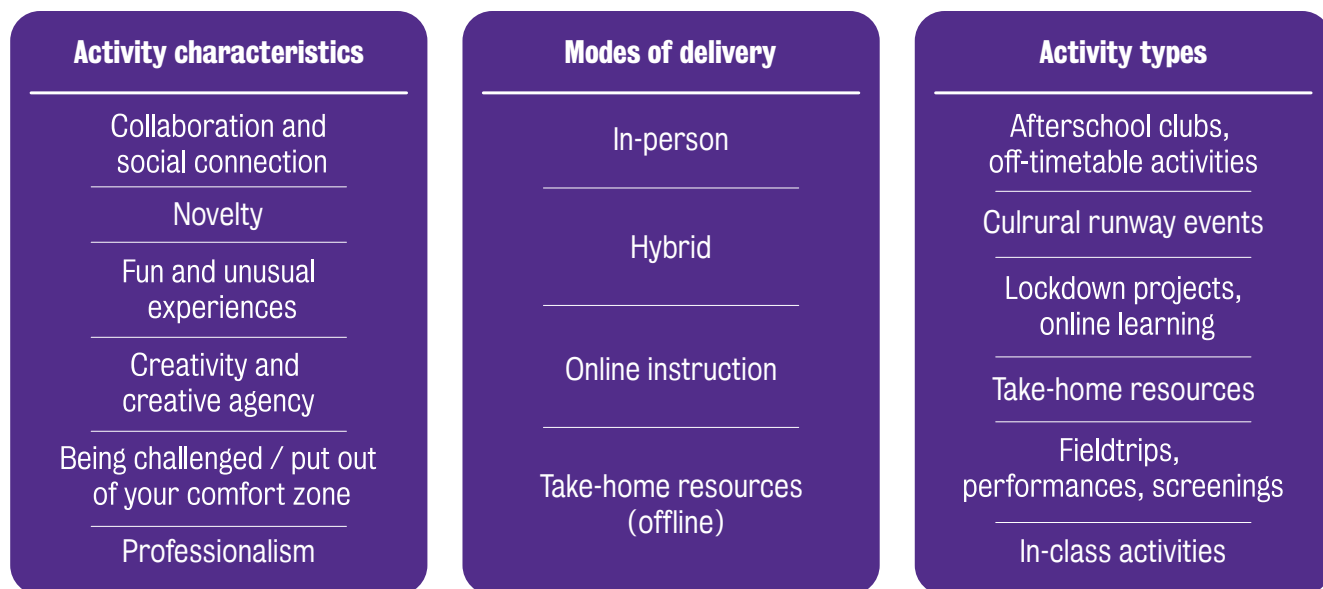 Activity characteristics
Collaboration and
social connection
Novelty
Fun and unusual
experiences
Creativity and
creative agency
Being challenged / put out
of your comfort zone
Professionalism
Modes of delivery
In-person
Hybrid
Online instruction
Take-home resources
(offline)
Activity types
Afterschool clubs,
off-timetable activities
Culrural runway events
Lockdown projects,
online learning
Take-home resources
Fieldtrips,
performances, screenings
In-class activities